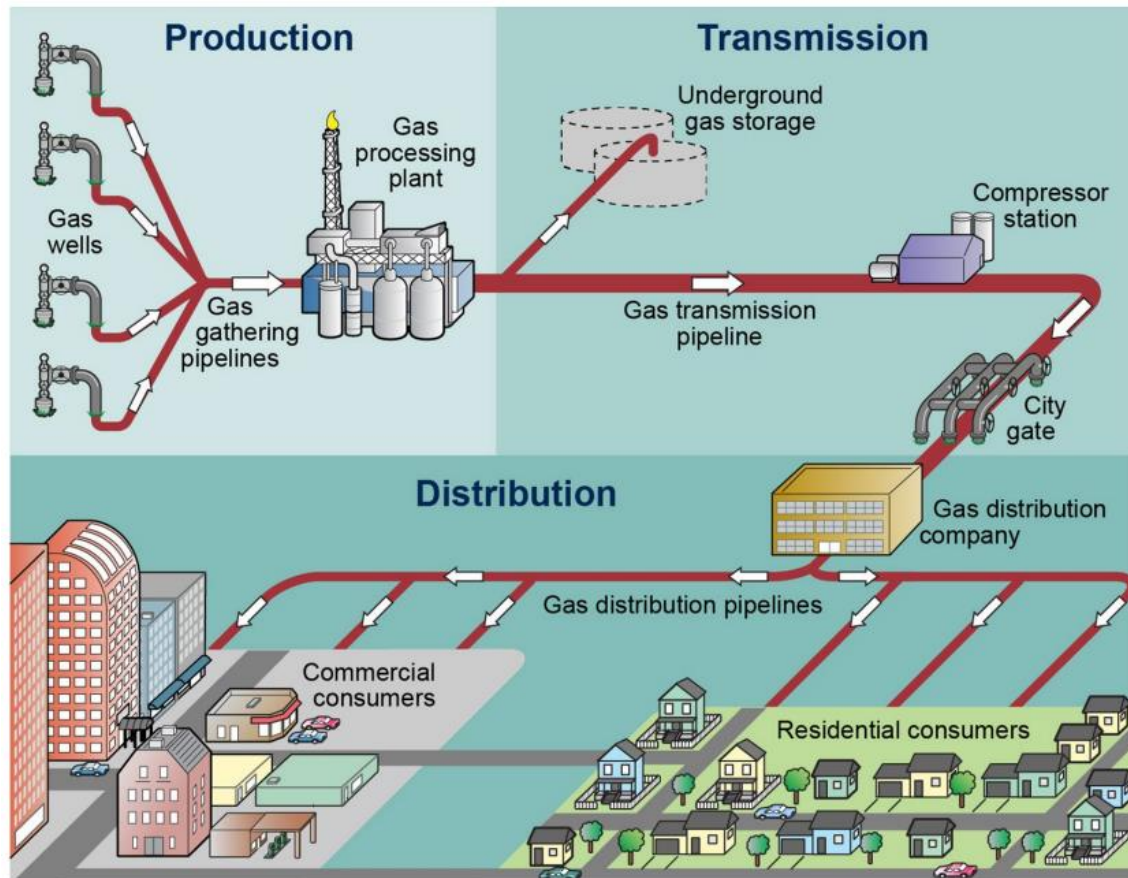 Production
Transmission
Gas
wells
Gas
gathering
pipelines
Gas
processing
plant
Underground
gas storage
Compressor
station
Gas transmission
pipeline
City
gate
Distribution
Gas distribution
company
Gas distribution pipelines
Commercial
consumers
Residential consumers